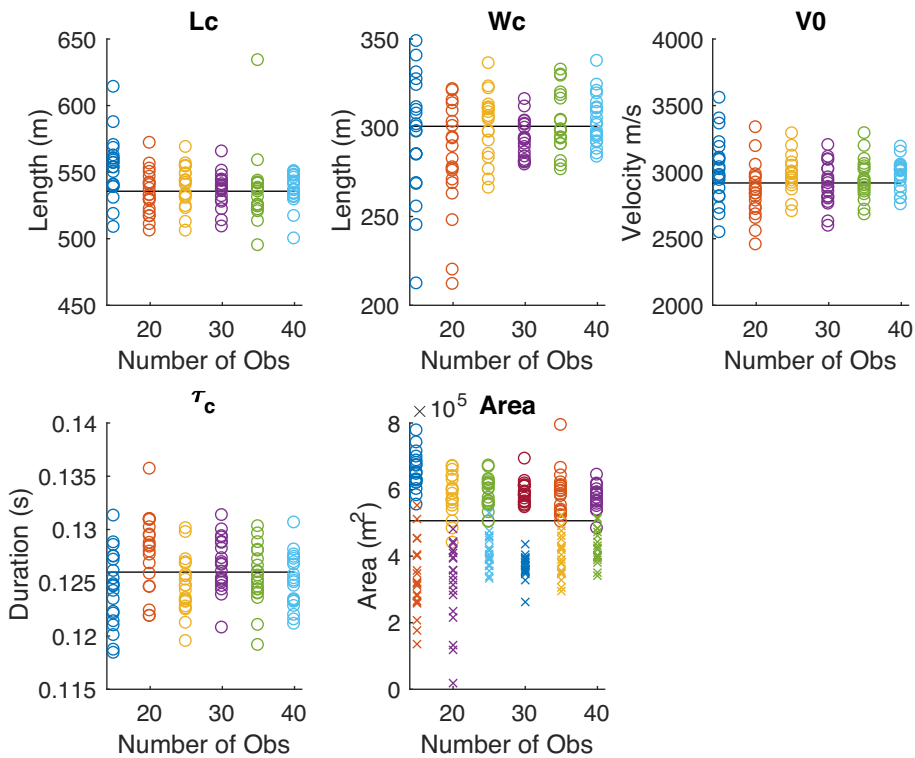 Lc
650
600
550
500
450
Length (m)
20
30
40
Number of Obs
Wc
350
300
250
200
Length (m)
20
30
40
Number of Obs
V0
4000
3500
3000
2500
2000
Velocity m/s
20
30
40
Number of Obs
τc
0.14
0.135
0.13
0.125
0.12
0.115
Duration (s)
20
30
40
Number of Obs
× 10^5
Area
8
6
4
2
0
Area (m²)
20
30
40
Number of Obs